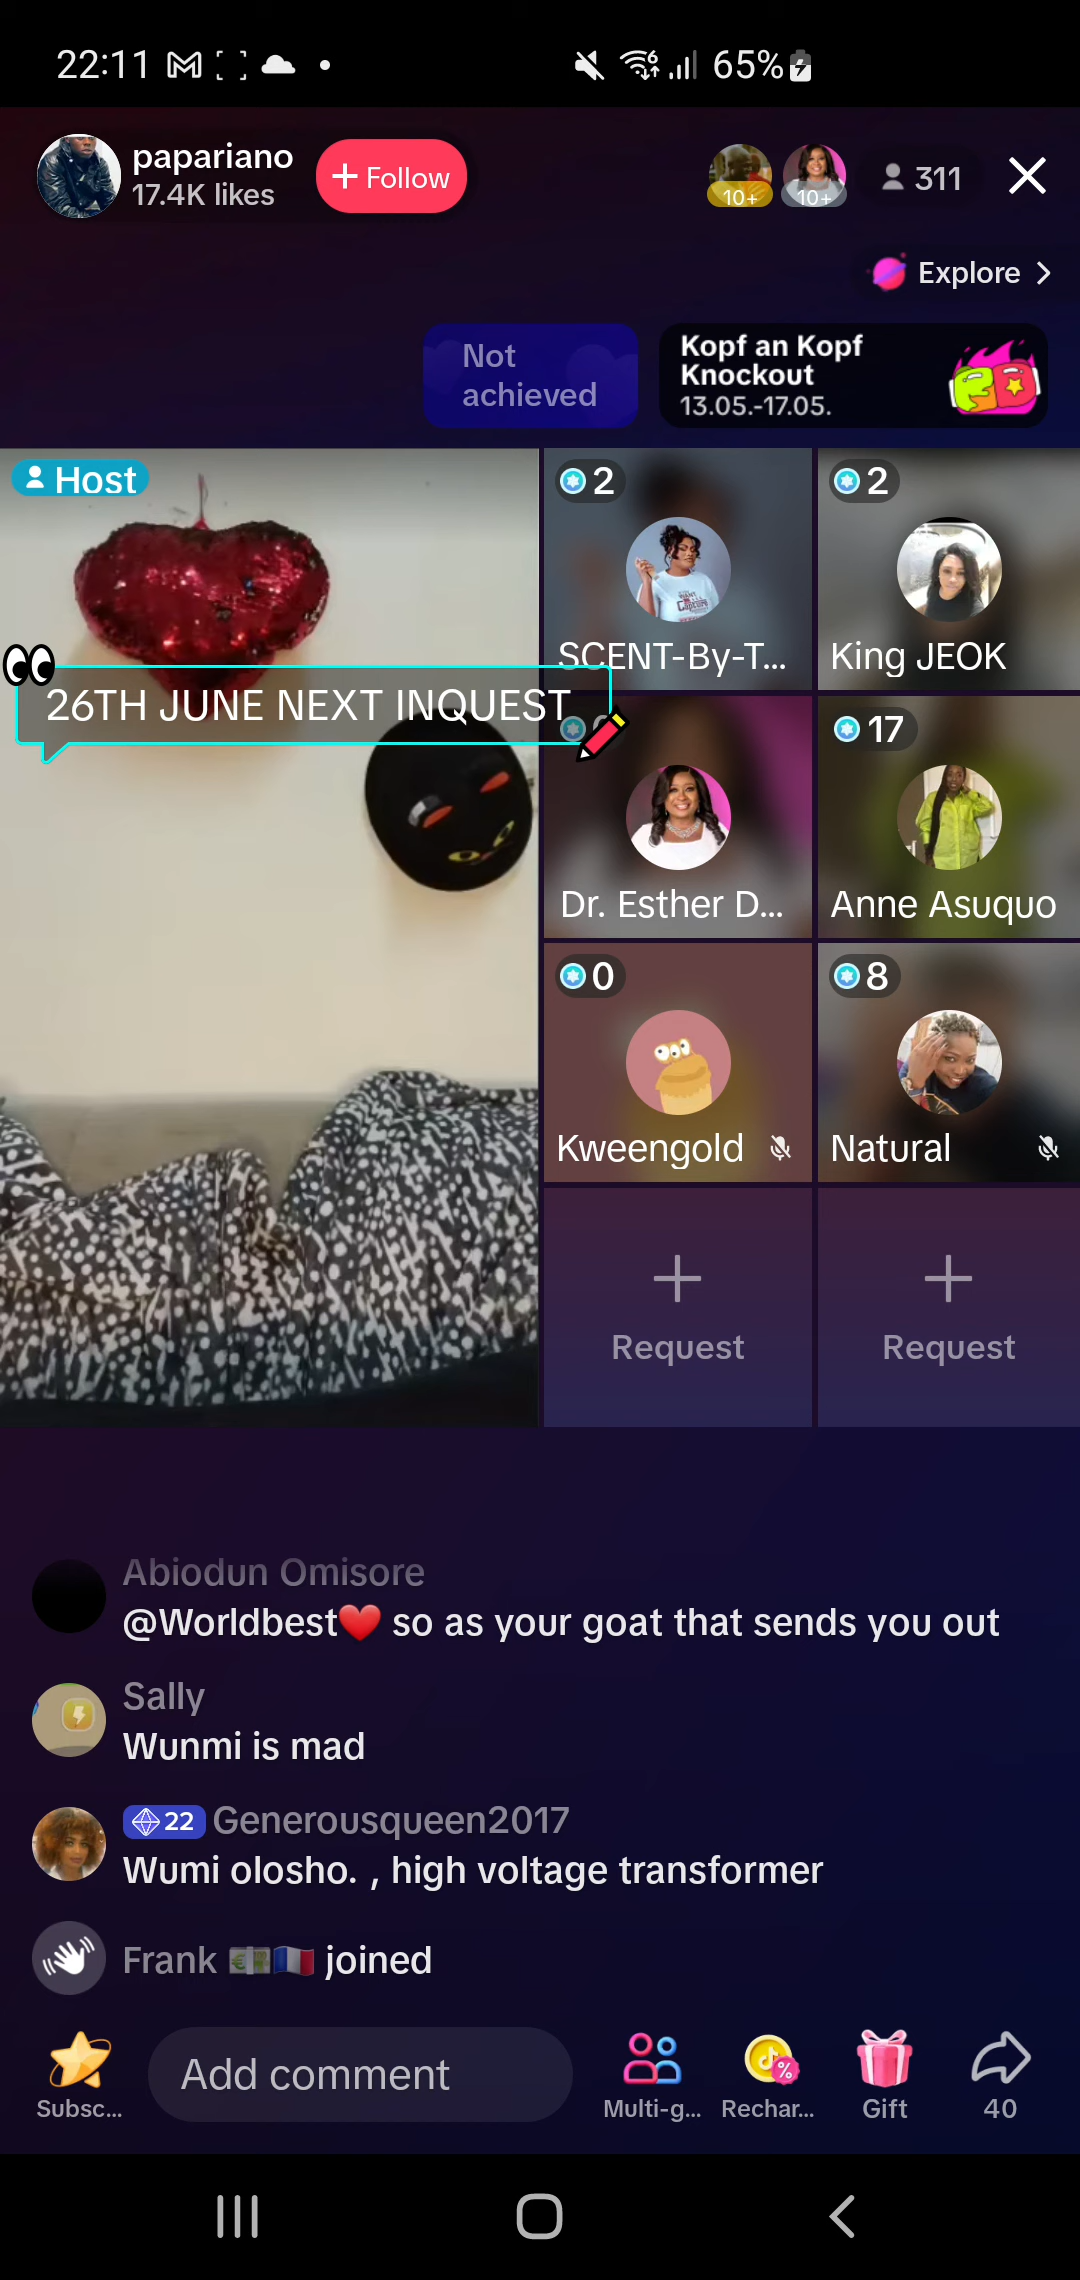 22:11
65%
papariano
17.4K likes
+ Follow
10+
10+
311
Explore
Not
achieved
Kopf an Kopf
Knockout
13.05.-17.05.
Host
26TH JUNE NEXT INQUEST
2
SCENT-By-T...
2
King JEOK
Dr. Esther D...
17
Anne Asuquo
0
Kweengold
8
Natural
Request
Request
Abiodun Omisore
@Worldbest❤️ so as your goat that sends you out
Sally
Wunmi is mad
22 Generousqueen2017
Wumi olosho. , high voltage transformer
Frank 💶🇫🇷 joined
Subsc...
Add comment
Multi-g...
Rechar...
Gift
40